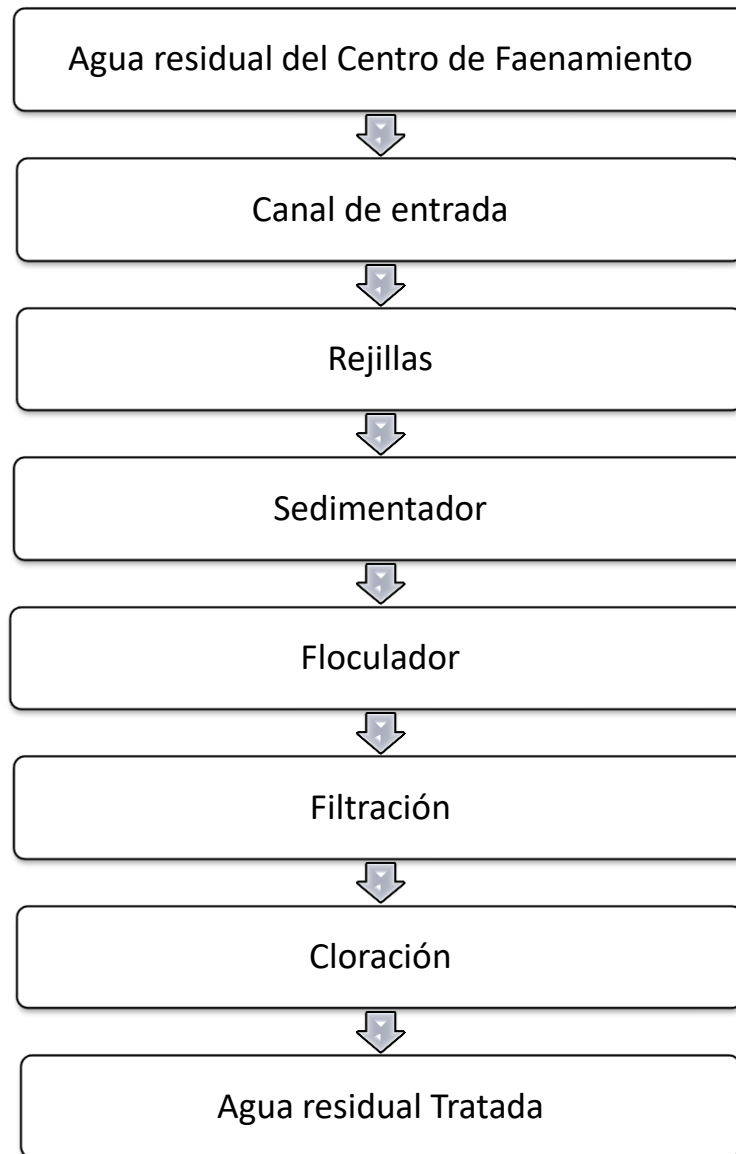 Agua residual del Centro de Faenamiento
Canal de entrada
Rejillas
Sedimentador
Floculador
Filtración
Cloración
Agua residual Tratada